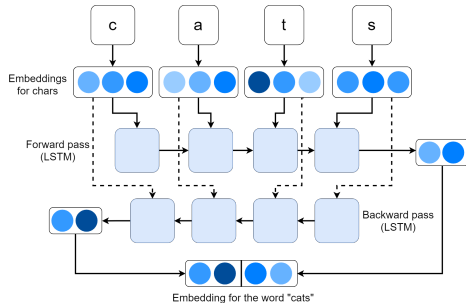 c a t s
Embeddings
for chars
Forward pass
(LSTM)
Backward pass
(LSTM)
Embedding for the word "cats"